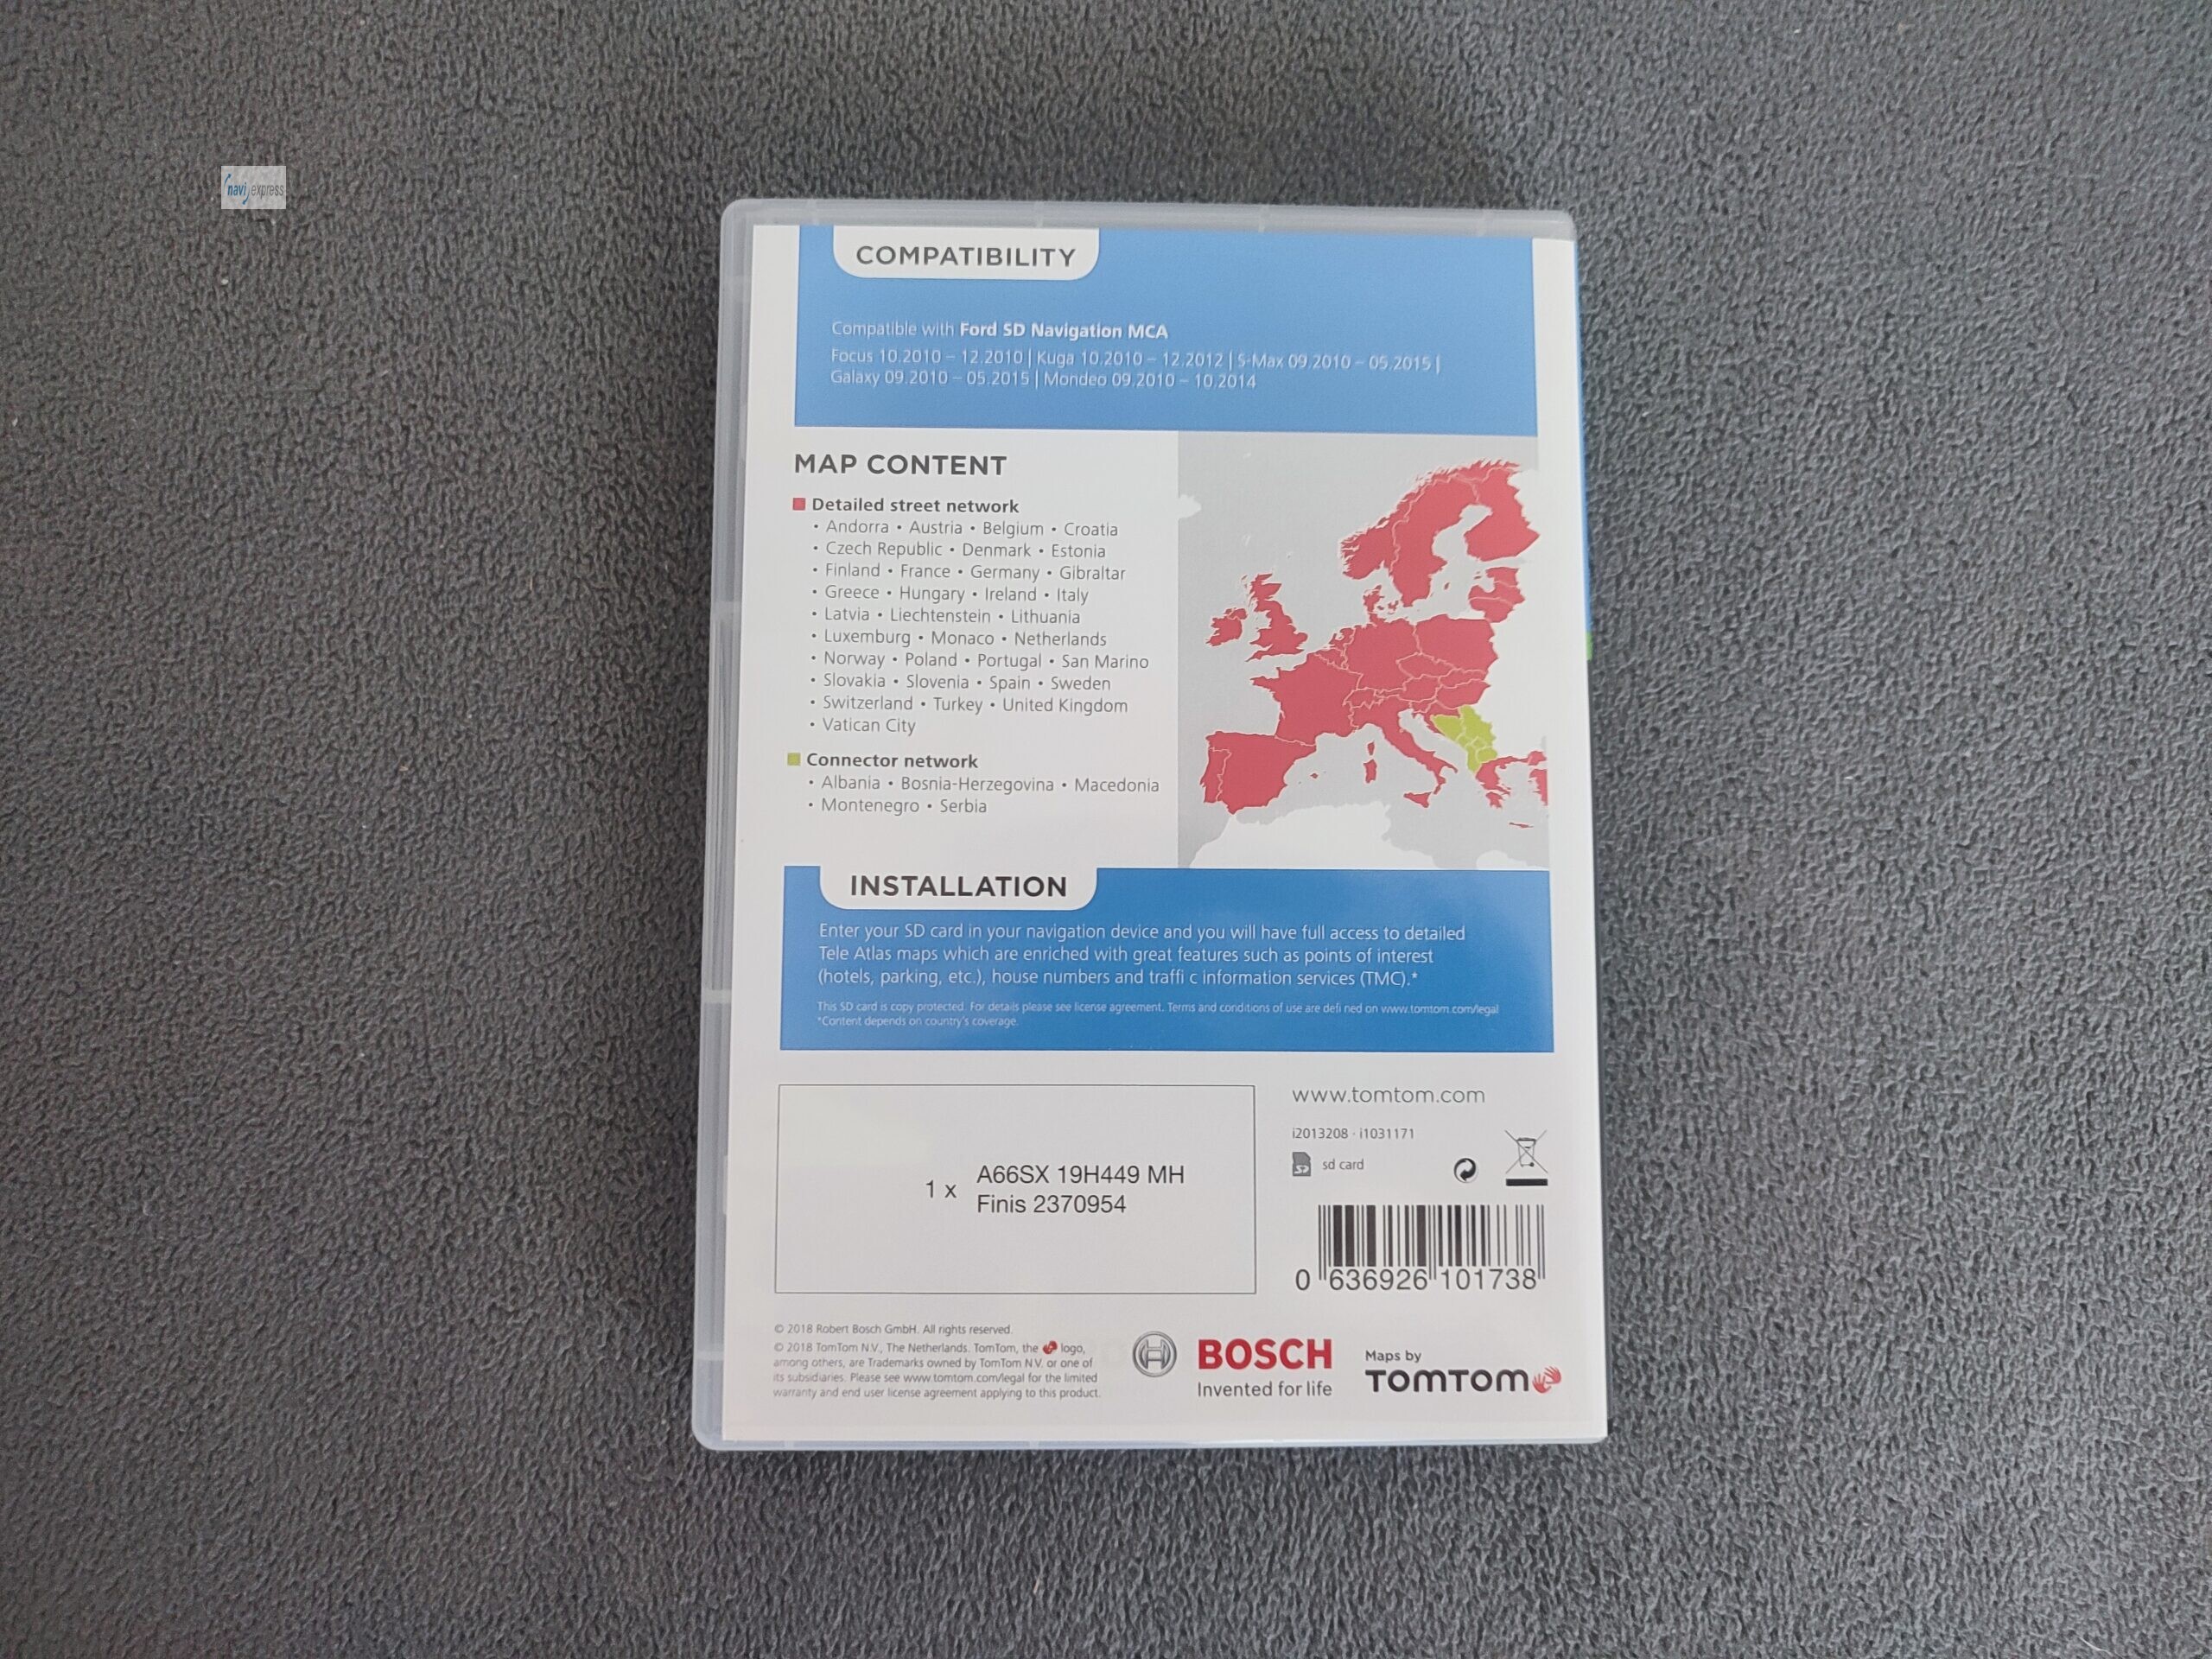 navi express
COMPATIBILITY
Compatible with Ford SD Navigation MCA
Focus 10.2010 – 12.2010 | Kuga 10.2010 – 12.2012 | S-Max 09.2010 – 05.2015 |
Galaxy 09.2010 – 05.2015 | Mondeo 09.2010 – 10.2014
MAP CONTENT
Detailed street network
• Andorra • Austria • Belgium • Croatia
• Czech Republic • Denmark • Estonia
• Finland • France • Germany • Gibraltar
• Greece • Hungary • Ireland • Italy
• Latvia • Liechtenstein • Lithuania
• Luxemburg • Monaco • Netherlands
• Norway • Poland • Portugal • San Marino
• Slovakia • Slovenia • Spain • Sweden
• Switzerland • Turkey • United Kingdom
• Vatican City
Connector network
• Albania • Bosnia-Herzegovina • Macedonia
• Montenegro • Serbia
INSTALLATION
Enter your SD card in your navigation device and you will have full access to detailed
Tele Atlas maps which are enriched with great features such as points of interest
(hotels, parking, etc.), house numbers and traffi c information services (TMC).*
This SD card is copy protected. For details please see license agreement. Terms and conditions of use are defi ned on www.tomtom.com/legal
*Content depends on country's coverage.
1 x A66SX 19H449 MH
Finis 2370954
www.tomtom.com
i2013208 · i1031171
SD sd card
0 636926 101738
© 2018 Robert Bosch GmbH. All rights reserved.
© 2018 TomTom N.V., The Netherlands. TomTom, the logo,
among others, are Trademarks owned by TomTom N.V. or one of
its subsidiaries. Please see www.tomtom.com/legal for the limited
warranty and end user license agreement applying to this product.
BOSCH
Invented for life
Maps by
TOMTOM